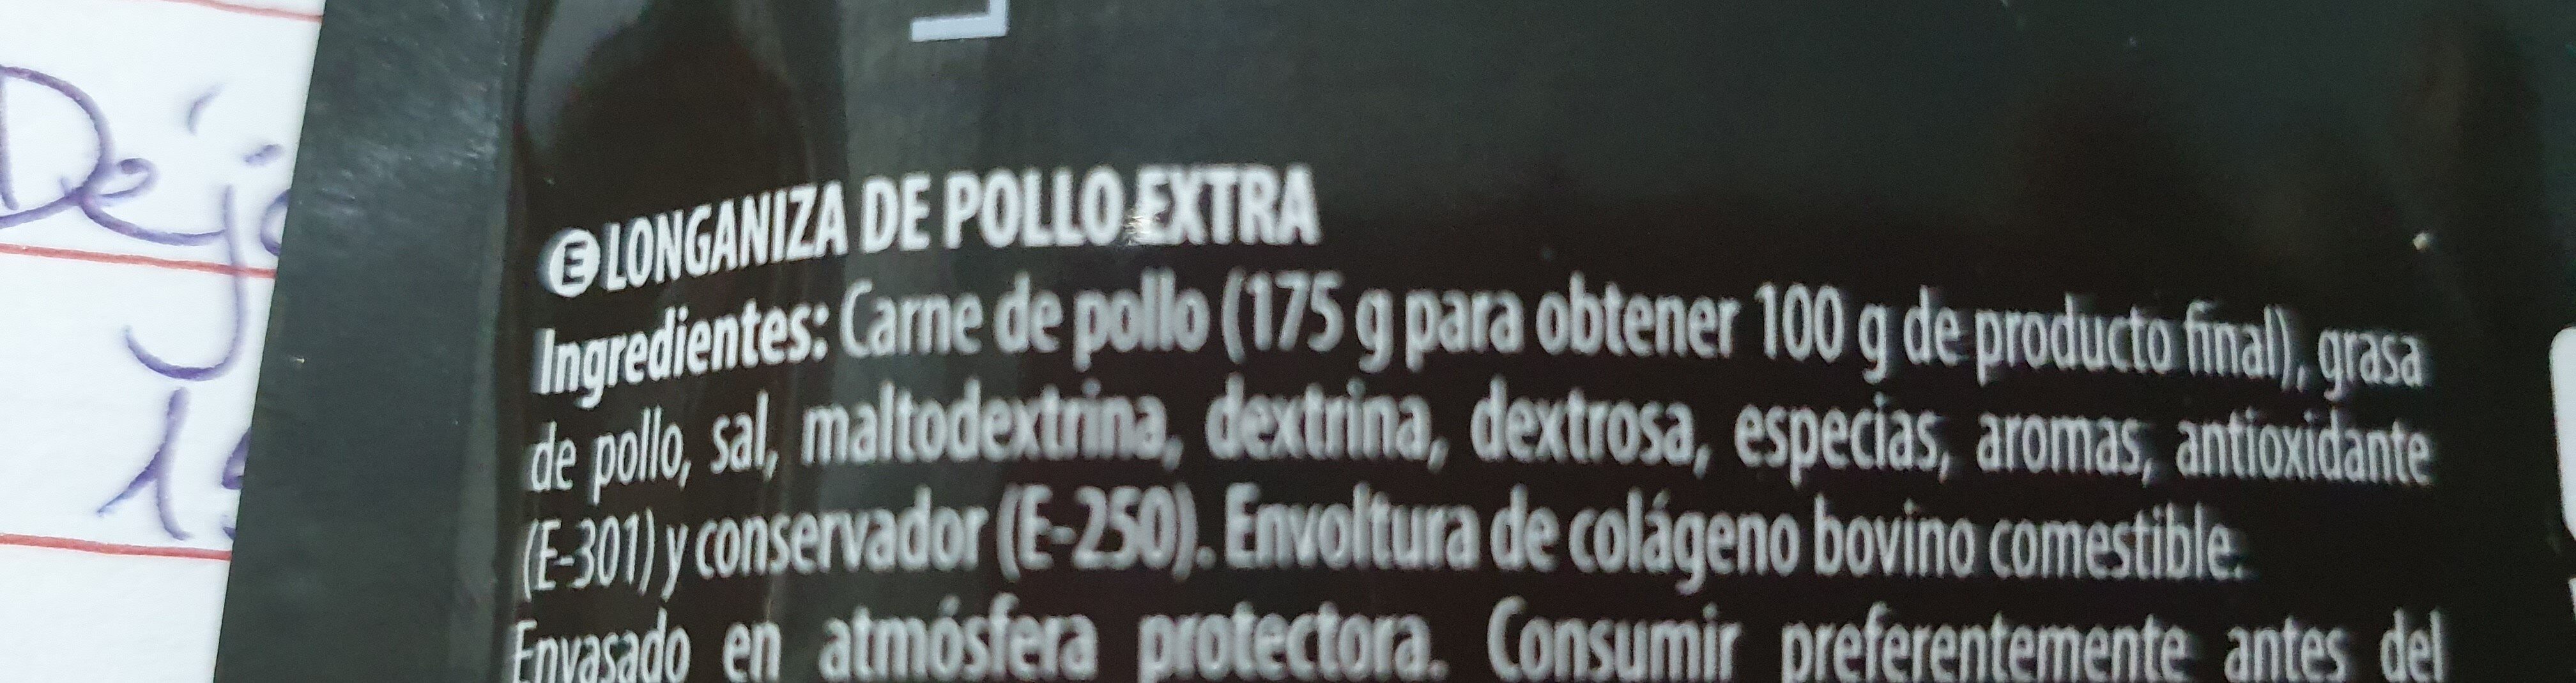 Déj
LONGANIZA DE POLLO EXTRA
Ingredientes: Carne de pollo (175 g para obtener 100 g de producto final), grasa
de pollo, sal, maltodextrina, dextrina, dextrosa, especias, aromas, antioxidante
(E-301) y conservador (E-250). Envoltura de colágeno bovino comestible.
Envasado en atmósfera protectora. Consumir preferentemente antes del